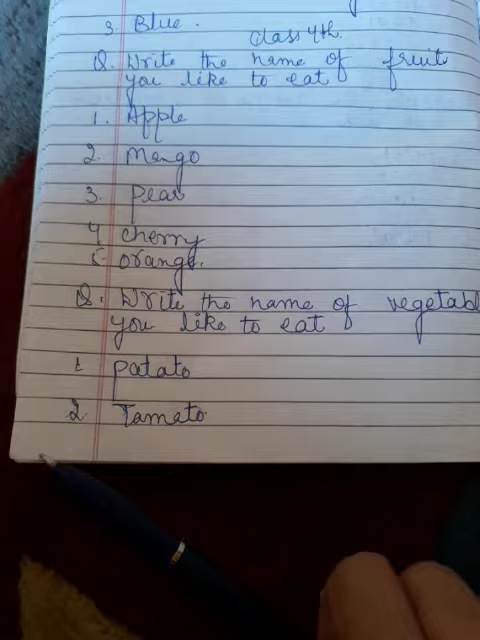 3. Blue.
Class 4th.
Q. Write the name of fruit
you like to eat
1. Apple
2 Mango
3. Pear
4 cherry
5 orange.
Q. Write the name of vegetabl
you like to eat
1 patato
2 Tamato